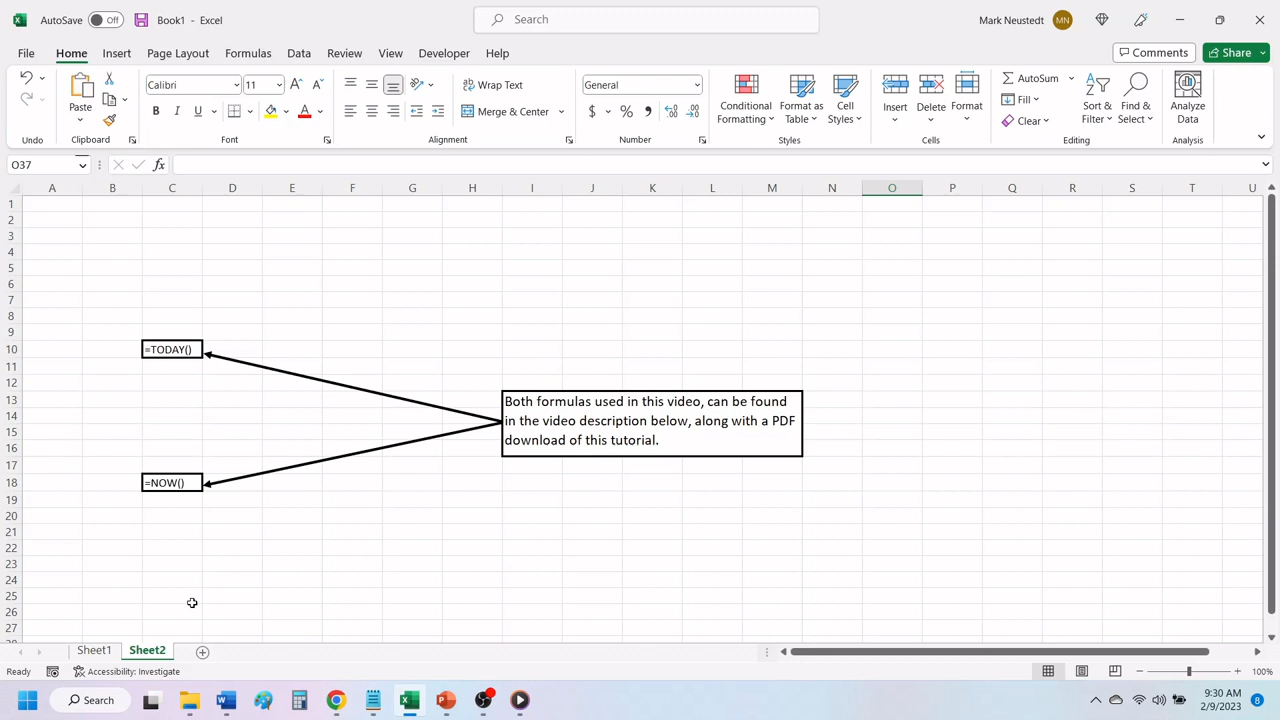 AutoSave Off Book1 - Excel Search Mark Neustedt MN
File Home Insert Page Layout Formulas Data Review View Developer Help Comments Share
Calibri 11 Wrap Text General AutoSum
Paste B I U Merge & Center $ % , Conditional Formatting Format as Table Cell Styles Insert Delete Format Fill Clear Sort & Filter Find & Select Analyze Data
Undo Clipboard Font Alignment Number Styles Cells Editing Analysis
O37 fx
A B C D E F G H I J K L M N O P Q R S T U
1
2
3
4
5
6
7
8
9
10 =TODAY()
11
12
13 Both formulas used in this video, can be found
14 in the video description below, along with a PDF
15 download of this tutorial.
16
17
18 =NOW()
19
20
21
22
23
24
25
26
27
Sheet1 Sheet2
Ready Accessibility: Investigate 100%
Search 9:30 AM
2/9/2023 8